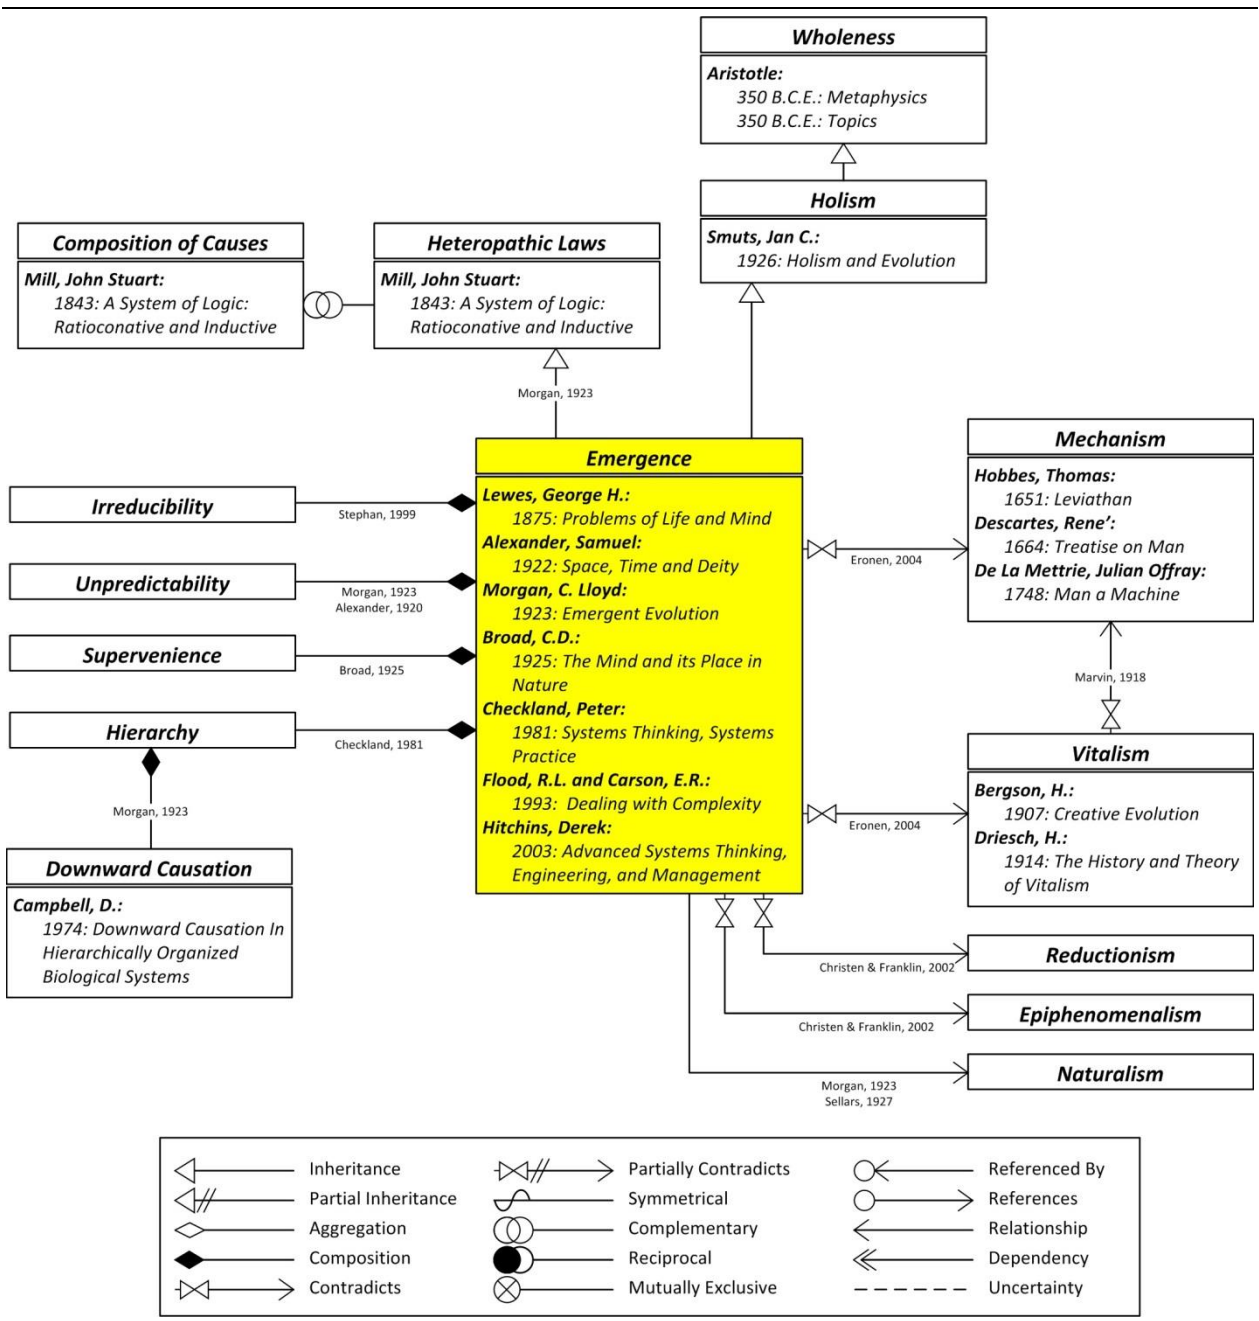 Wholeness
Aristotle:
350 B.C.E.: Metaphysics
350 B.C.E.: Topics
Holism
Smuts, Jan C.:
1926: Holism and Evolution
Composition of Causes
Mill, John Stuart:
1843: A System of Logic:
Ratioconative and Inductive
Heteropathic Laws
Mill, John Stuart:
1843: A System of Logic:
Ratioconative and Inductive
Morgan, 1923
Emergence
Lewes, George H.:
1875: Problems of Life and Mind
Alexander, Samuel:
1922: Space, Time and Deity
Morgan, C. Lloyd:
1923: Emergent Evolution
Broad, C.D.:
1925: The Mind and its Place in
Nature
Checkland, Peter:
1981: Systems Thinking, Systems
Practice
Flood, R.L. and Carson, E.R.:
1993:  Dealing with Complexity
Hitchins, Derek:
2003: Advanced Systems Thinking,
Engineering, and Management
Irreducibility
Stephan, 1999
Unpredictability
Morgan, 1923
Alexander, 1920
Supervenience
Broad, 1925
Hierarchy
Checkland, 1981
Morgan, 1923
Downward Causation
Campbell, D.:
1974: Downward Causation In
Hierarchically Organized
Biological Systems
Mechanism
Hobbes, Thomas:
1651: Leviathan
Descartes, Rene’:
1664: Treatise on Man
De La Mettrie, Julian Offray:
1748: Man a Machine
Eronen, 2004
Marvin, 1918
Vitalism
Bergson, H.:
1907: Creative Evolution
Driesch, H.:
1914: The History and Theory
of Vitalism
Eronen, 2004
Reductionism
Christen & Franklin, 2002
Epiphenomenalism
Christen & Franklin, 2002
Naturalism
Morgan, 1923
Sellars, 1927
Inheritance
Partial Inheritance
Aggregation
Composition
Contradicts
Partially Contradicts
Symmetrical
Complementary
Reciprocal
Mutually Exclusive
Referenced By
References
Relationship
Dependency
Uncertainty